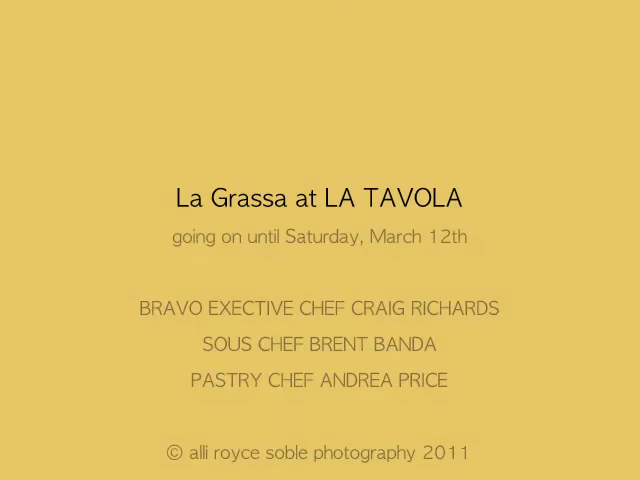 La Grassa at LA TAVOLA
going on until Saturday, March 12th
BRAVO EXECTIVE CHEF CRAIG RICHARDS
SOUS CHEF BRENT BANDA
PASTRY CHEF ANDREA PRICE
© alli royce soble photography 2011